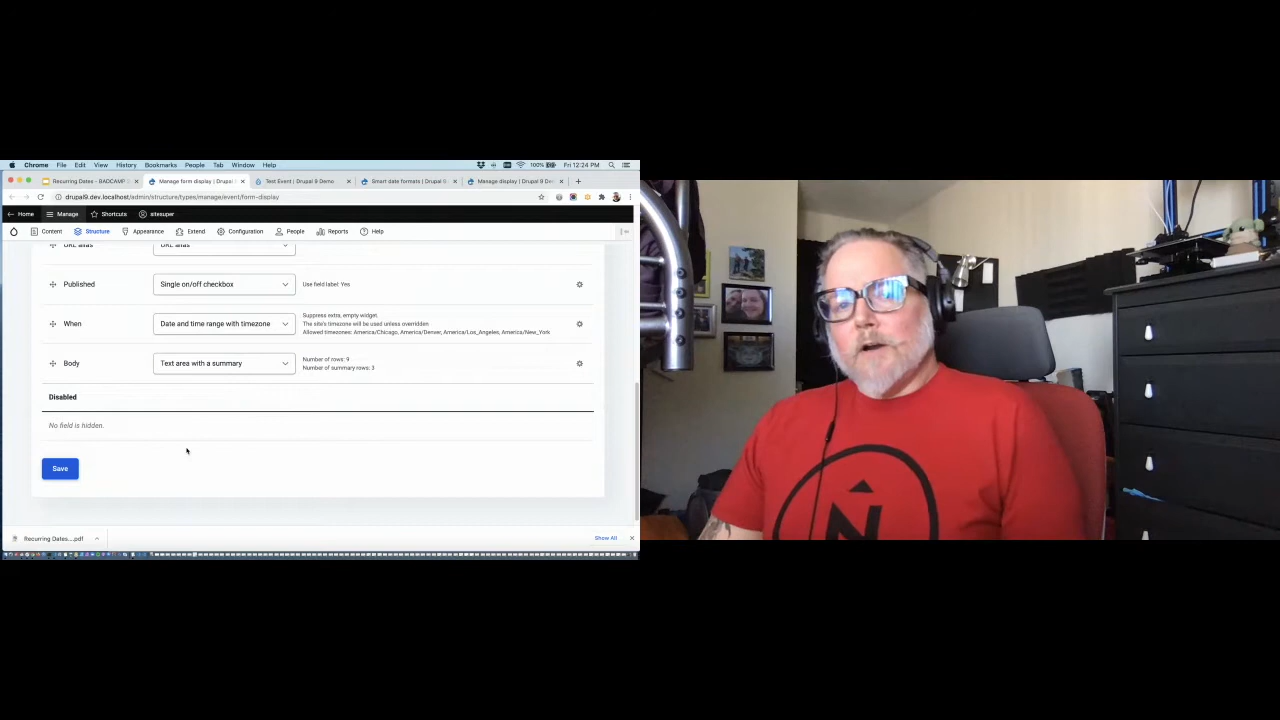 Chrome File Edit View History Bookmarks People Tab Window Help 100% Fri 12:24 PM
Recurring Dates - BADCAMP Manage form display | Drupal Test Event | Drupal 9 Demo Smart date formats | Drupal 9 Manage display | Drupal 9 De
drupal9.dev.localhost/admin/structure/types/manage/event/form-display
Home Manage Shortcuts sitesuper
Content Structure Appearance Extend Configuration People Reports Help
URL alias URL alias
Published Single on/off checkbox Use field label: Yes
Suppress extra, empty widget.
When Date and time range with timezone The site's timezone will be used unless overridden
Allowed timezones: America/Chicago, America/Denver, America/Los_Angeles, America/New_York
Body Text area with a summary Number of rows: 9
Number of summary rows: 3
Disabled
No field is hidden.
Save
Recurring Dates....pdf Show All
N